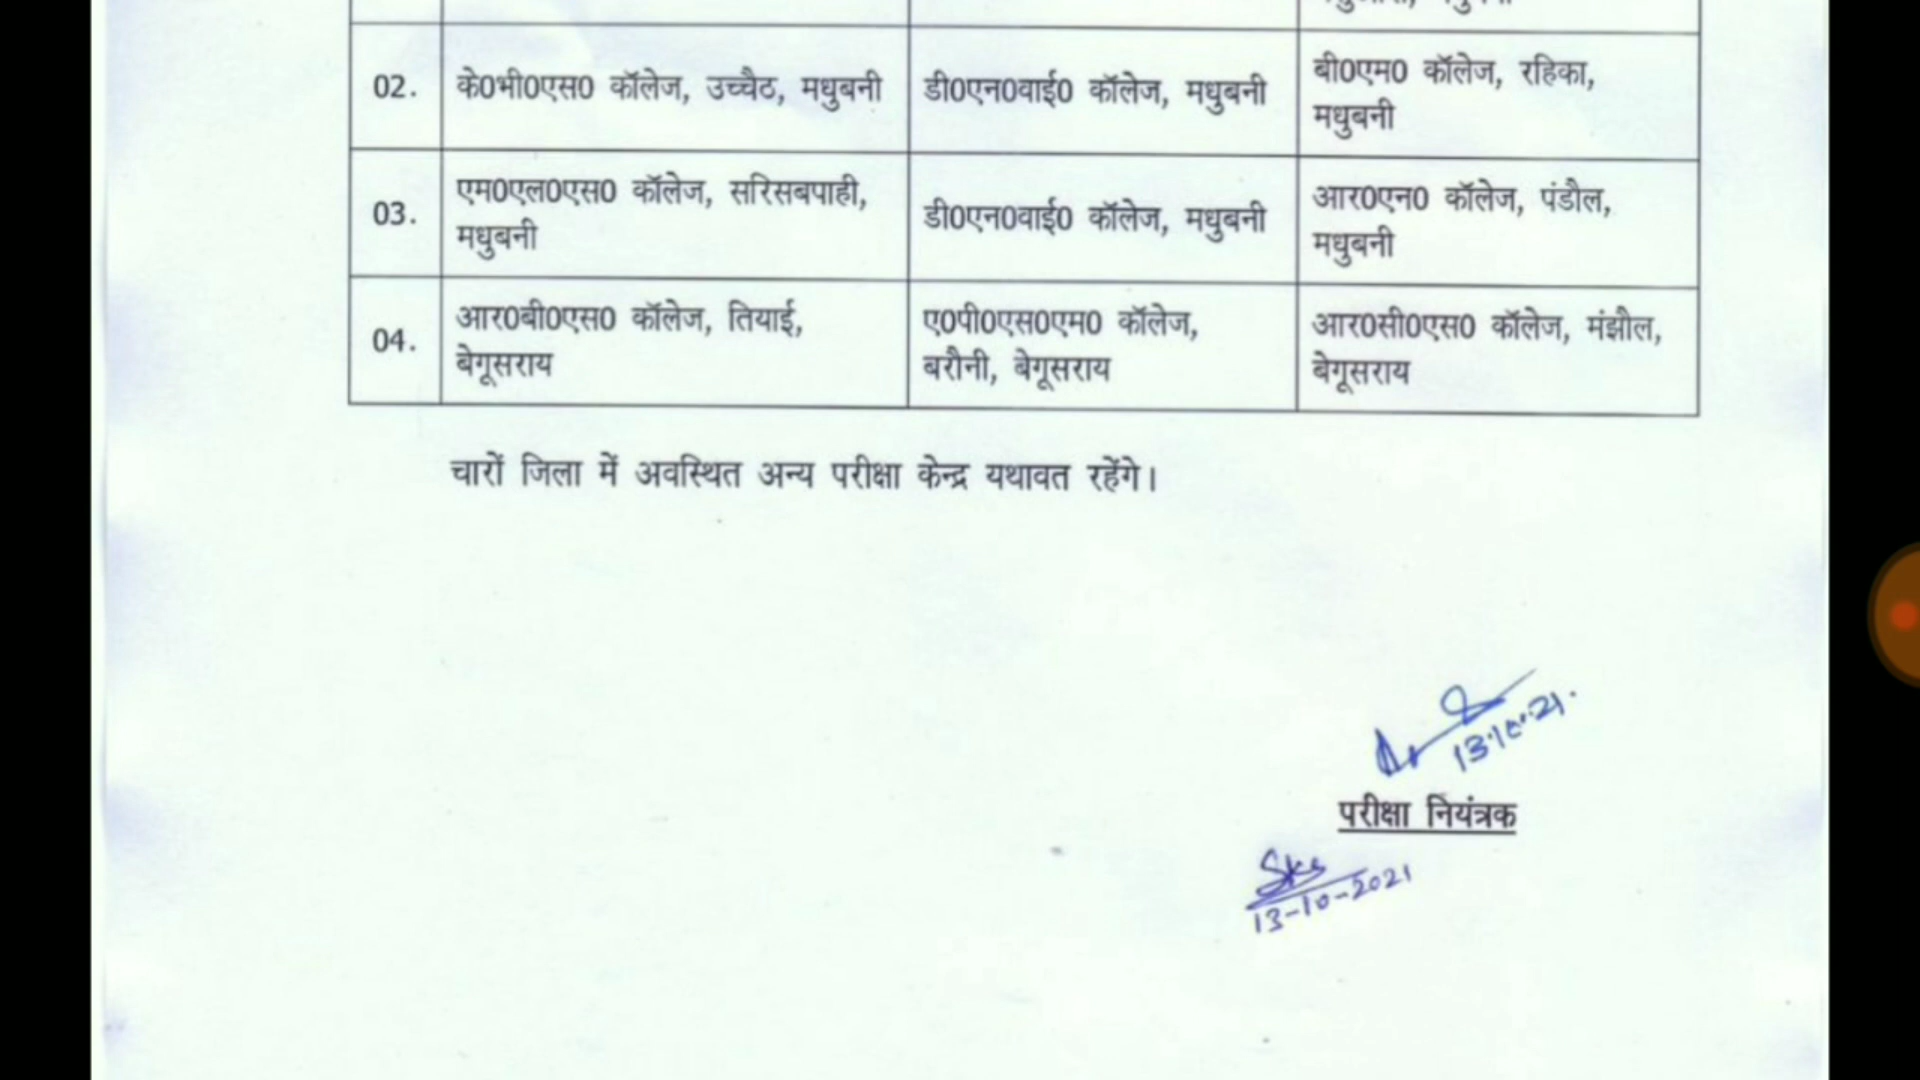 02.
के0भी0एस0 कॉलेज, उच्चैठ, मधुबनी
डी0एन0वाई0 कॉलेज, मधुबनी
बी0एम0 कॉलेज, रहिका,
मधुबनी
03.
एम0एल0एस0 कॉलेज, सरिसबपाही,
मधुबनी
डी0एन0वाई0 कॉलेज, मधुबनी
आर0एन0 कॉलेज, पंडौल,
मधुबनी
04.
आर0बी0एस0 कॉलेज, तियाई,
बेगूसराय
ए0पी0एस0एम0 कॉलेज,
बरौनी, बेगूसराय
आर0सी0एस0 कॉलेज, मंझौल,
बेगूसराय
चारों जिला में अवस्थित अन्य परीक्षा केन्द्र यथावत रहेंगे।
13.10.21.
परीक्षा नियंत्रक
13-10-2021